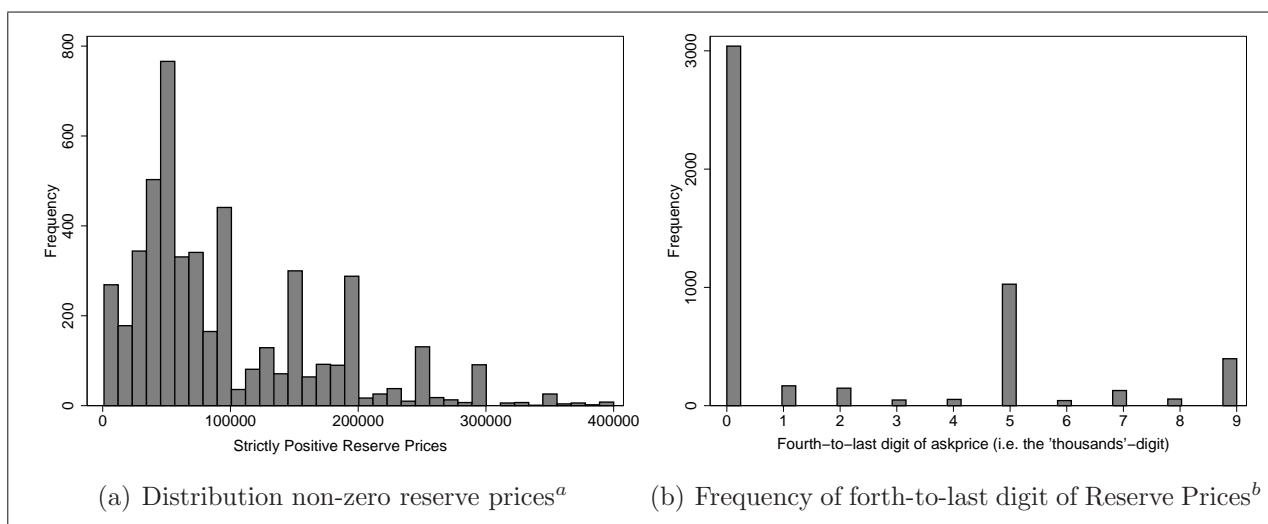 800
600
400
200
0
Frequency
0 100000 200000 300000 400000
Strictly Positive Reserve Prices
(a) Distribution non-zero reserve prices^a
3000
2000
1000
0
Frequency
0 1 2 3 4 5 6 7 8 9
Fourth−to−last digit of askprice (i.e. the 'thousands'−digit)
(b) Frequency of forth-to-last digit of Reserve Prices^b